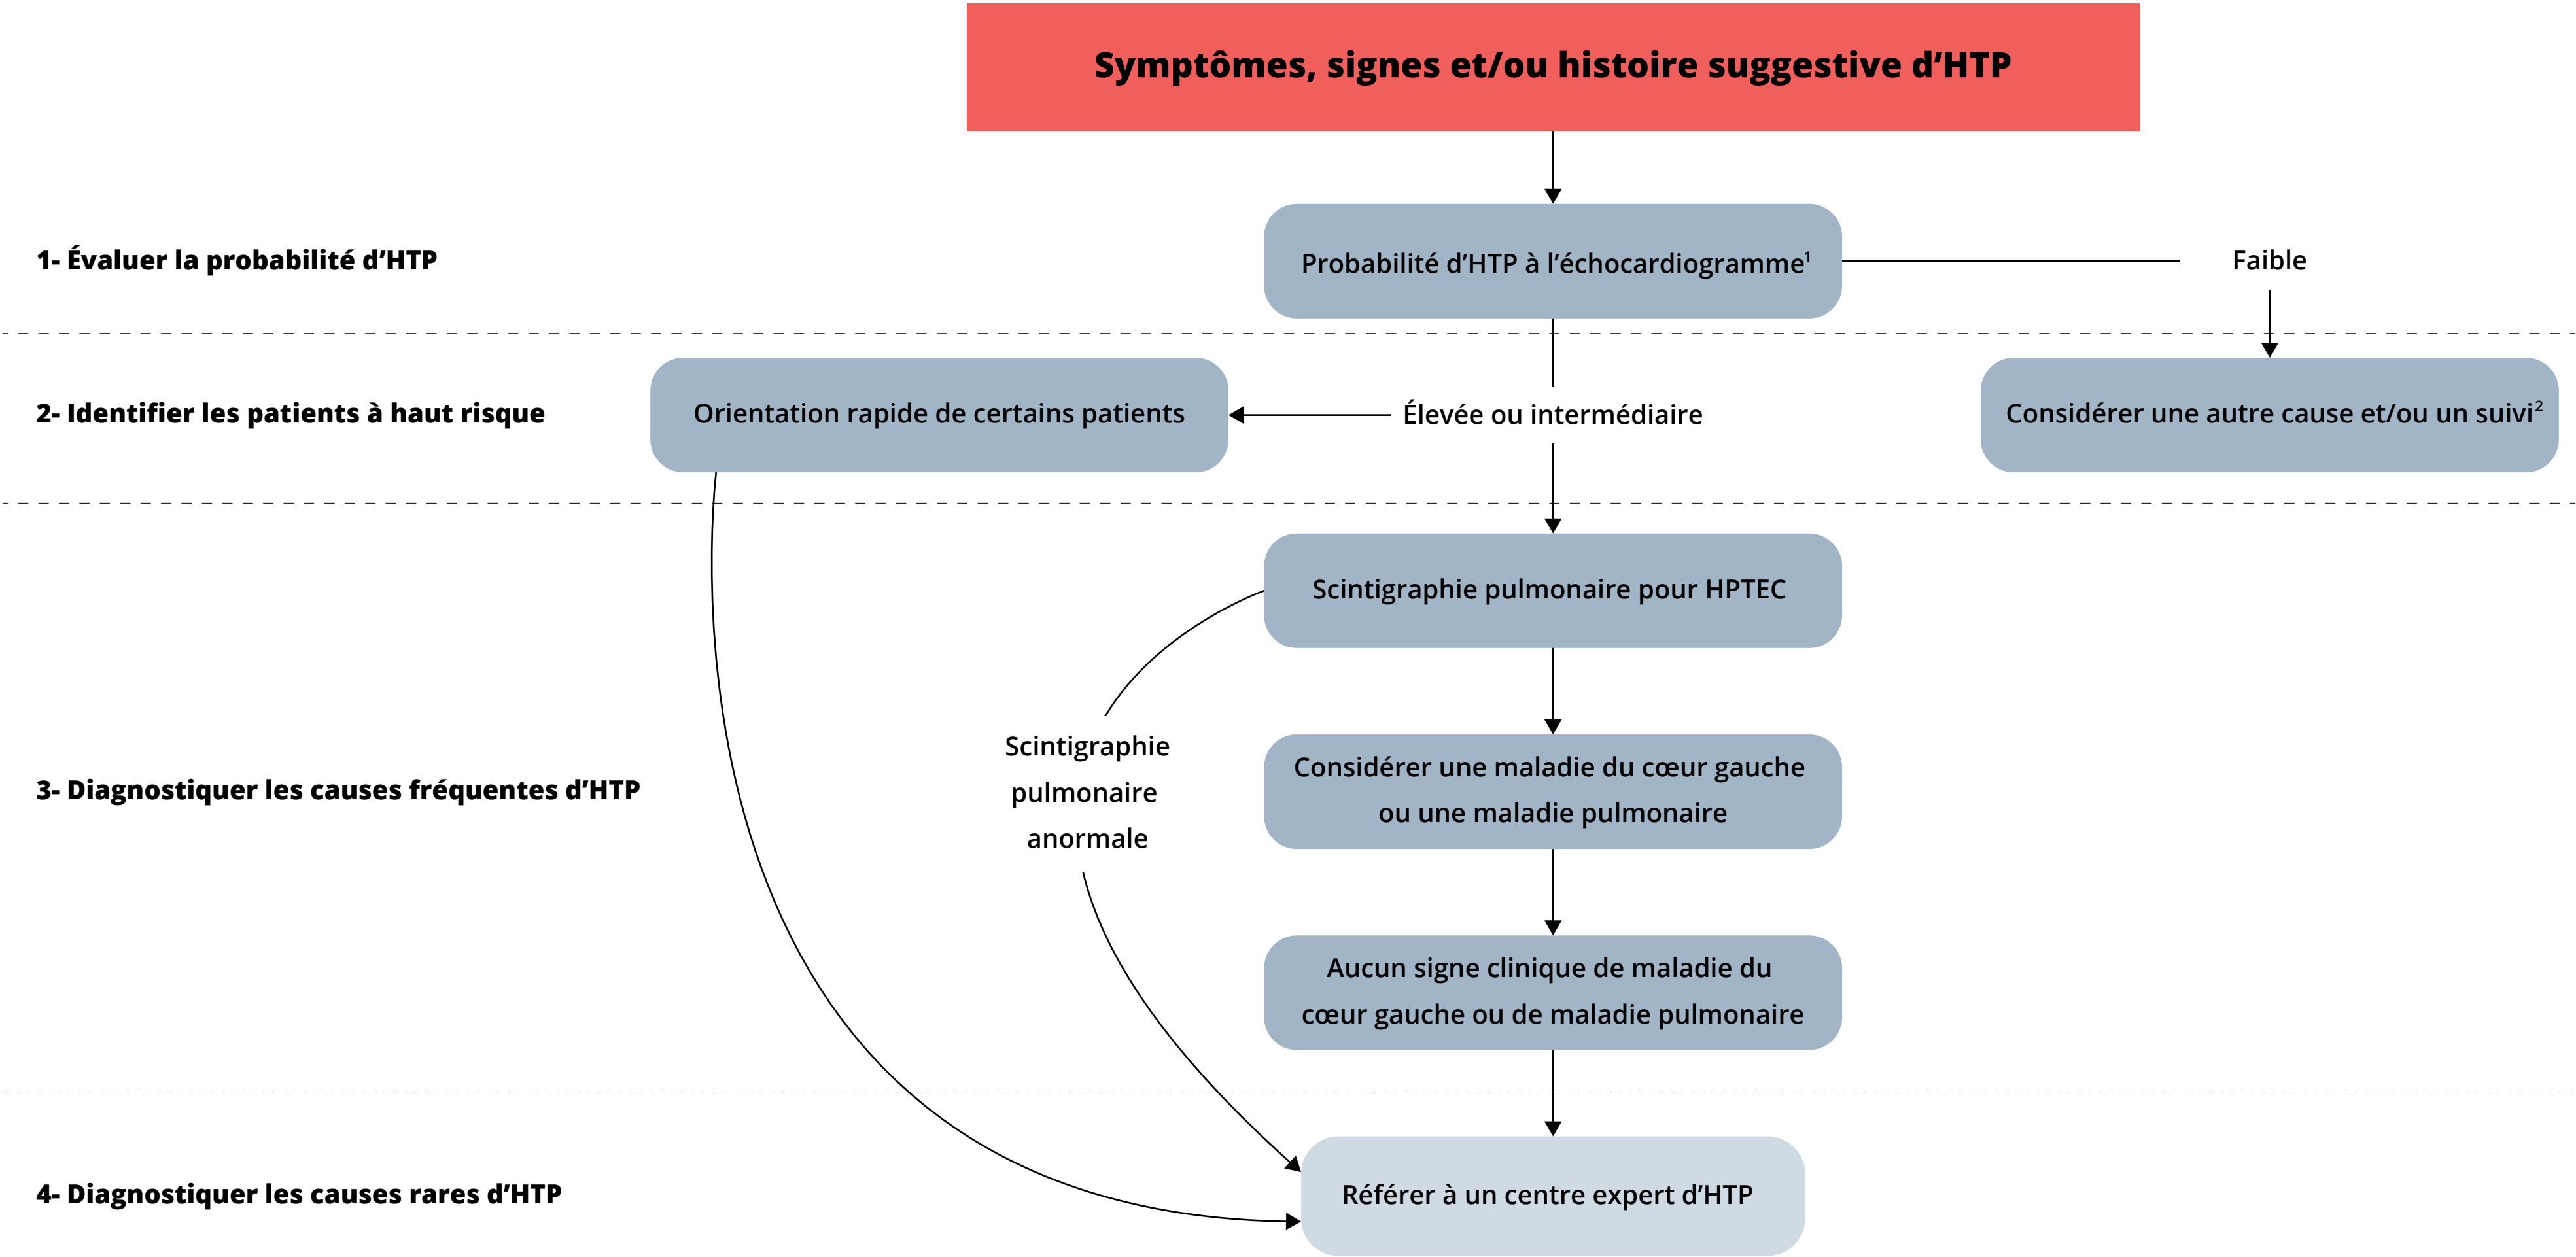 Symptômes, signes et/ou histoire suggestive d’HTP
1- Évaluer la probabilité d’HTP
Probabilité d’HTP à l’échocardiogramme¹
Faible
2- Identifier les patients à haut risque
Orientation rapide de certains patients
Élevée ou intermédiaire
Considérer une autre cause et/ou un suivi²
Scintigraphie pulmonaire pour HPTEC
3- Diagnostiquer les causes fréquentes d’HTP
Scintigraphie
pulmonaire
anormale
Considérer une maladie du cœur gauche
ou une maladie pulmonaire
Aucun signe clinique de maladie du
cœur gauche ou de maladie pulmonaire
4- Diagnostiquer les causes rares d’HTP
Référer à un centre expert d’HTP